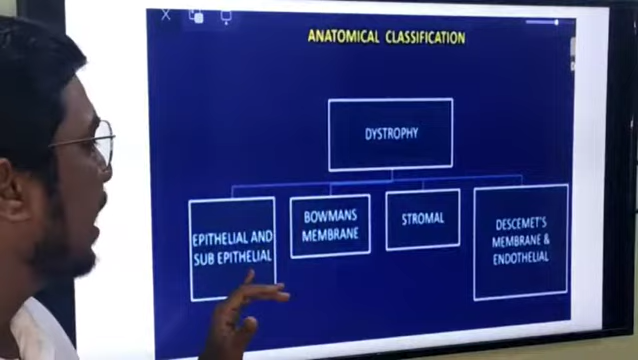 ANATOMICAL CLASSIFICATION
DYSTROPHY
EPITHELIAL AND
SUB EPITHELIAL
BOWMANS
MEMBRANE
STROMAL
DESCEMET'S
MEMBRANE &
ENDOTHELIAL